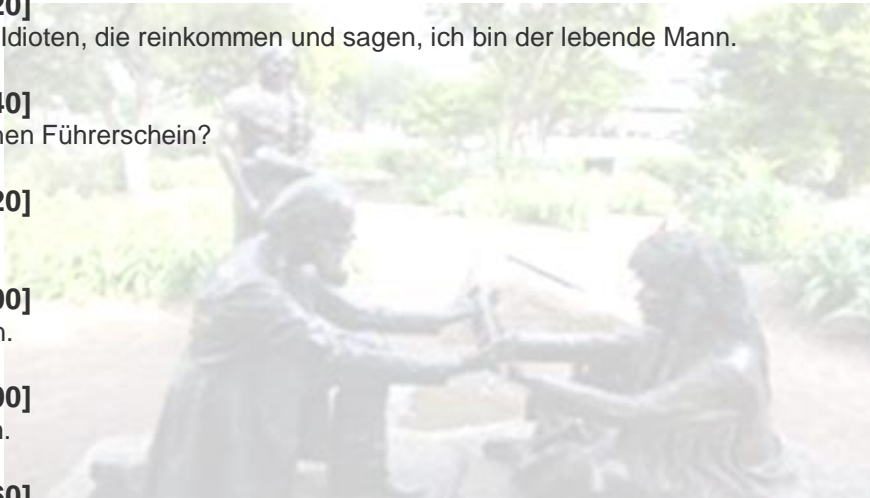 20]
Idioten, die reinkommen und sagen, ich bin der lebende Mann.
40]
nen Führerschein?
20]
00]
n.
00]
n.
60]